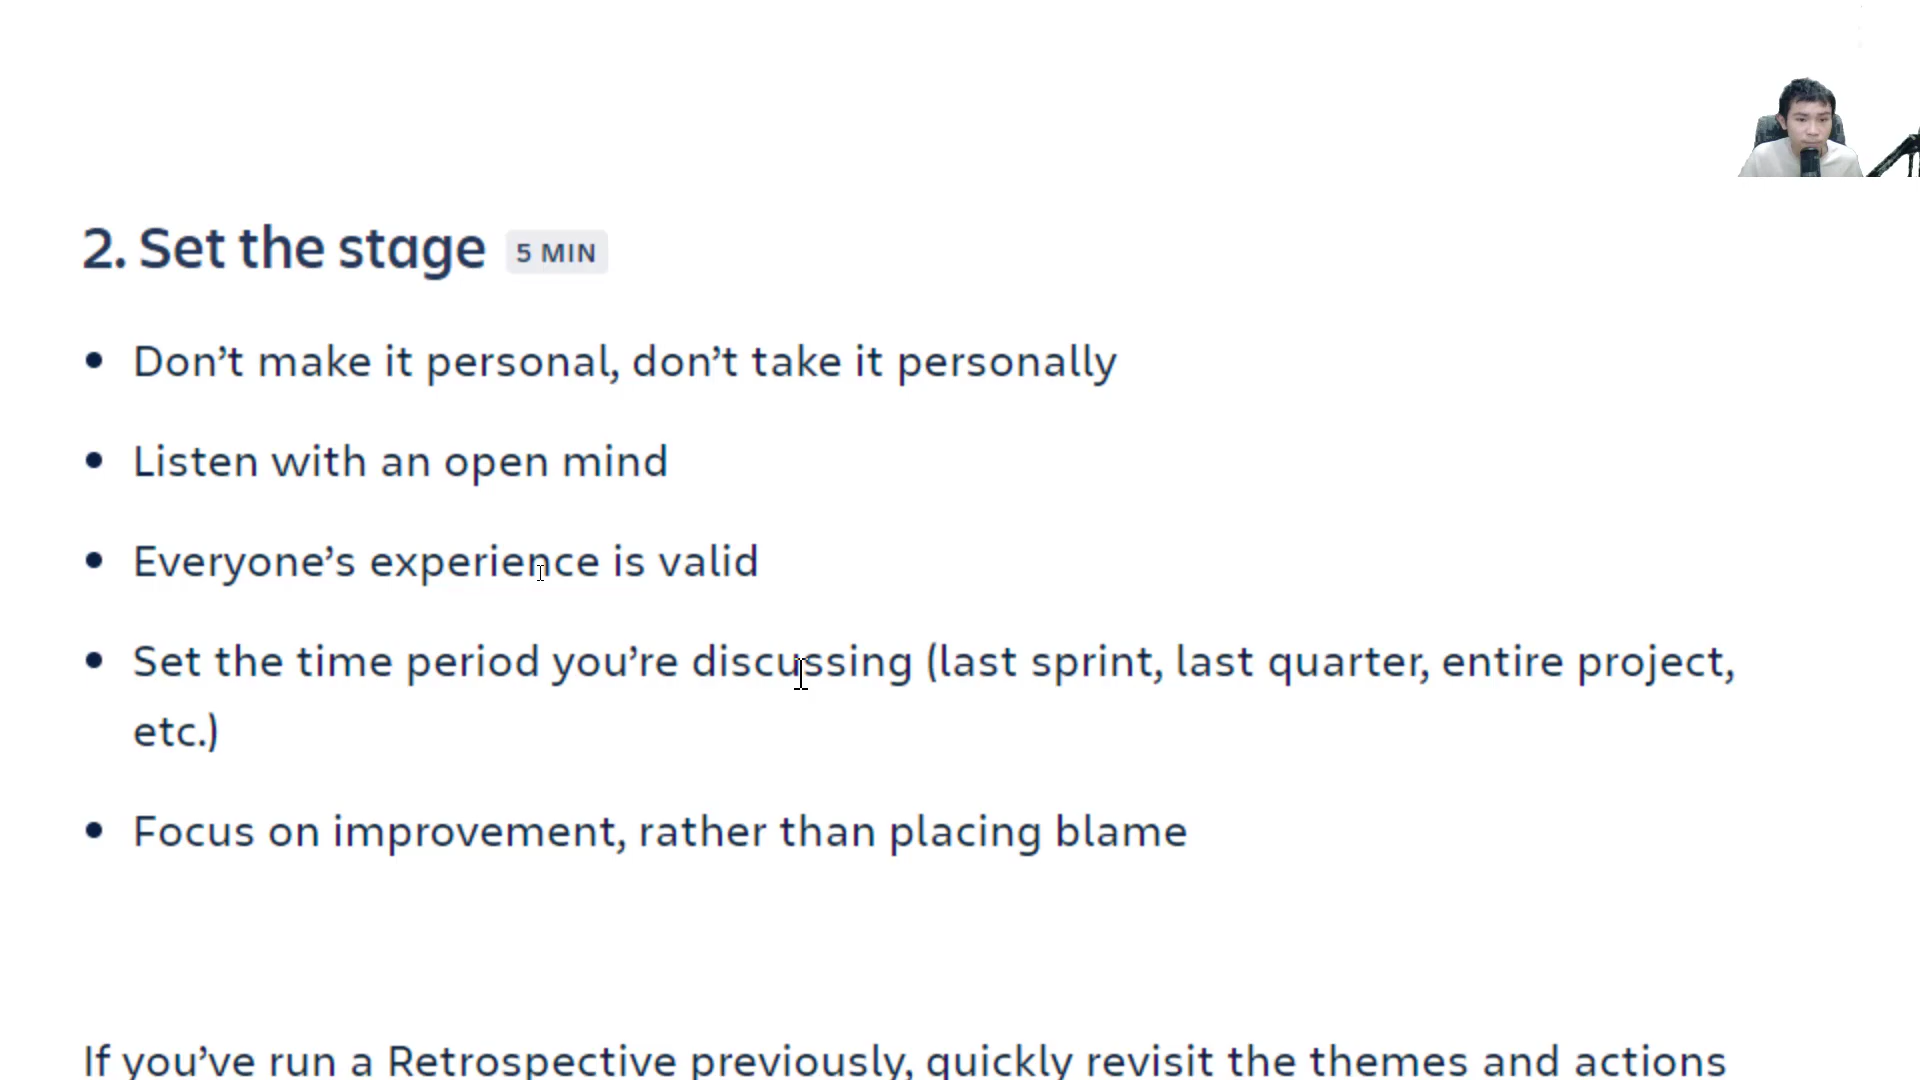 2. Set the stage 5 MIN
• Don’t make it personal, don’t take it personally
• Listen with an open mind
• Everyone’s experience is valid
• Set the time period you’re discussing (last sprint, last quarter, entire project,
etc.)
• Focus on improvement, rather than placing blame
If you’ve run a Retrospective previously, quickly revisit the themes and actions